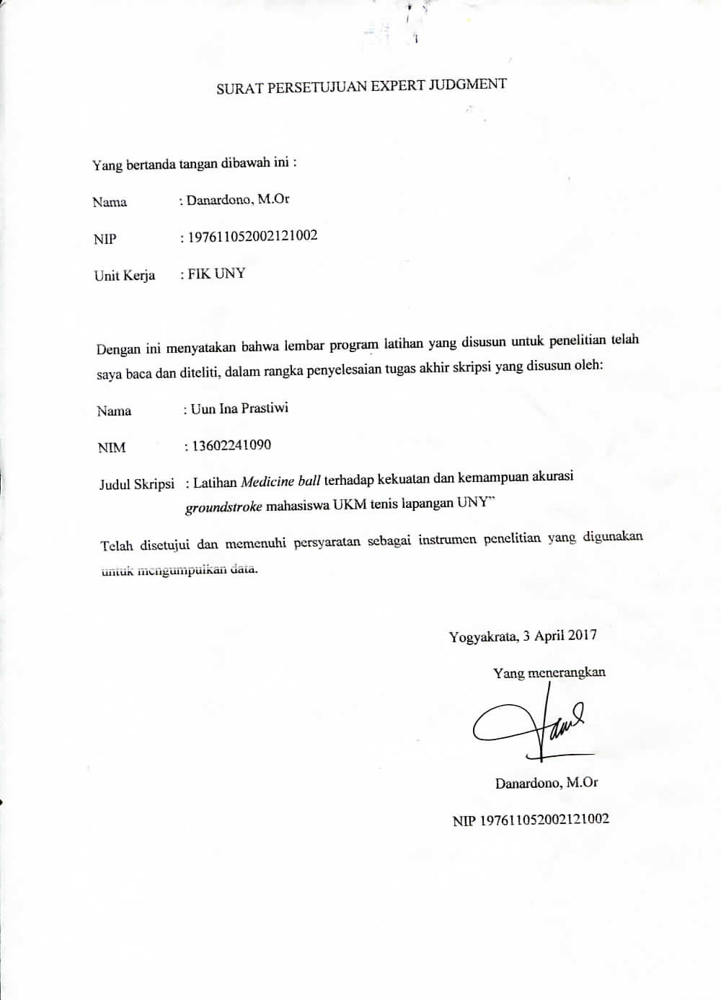 SURAT PERSETUJUAN EXPERT JUDGMENT
Yang bertanda tangan dibawah ini :
Nama : Danardono, M.Or
NIP : 197611052002121002
Unit Kerja : FIK UNY
Dengan ini menyatakan bahwa lembar program latihan yang disusun untuk penelitian telah
saya baca dan diteliti, dalam rangka penyelesaian tugas akhir skripsi yang disusun oleh:
Nama : Uun Ina Prastiwi
NIM : 13602241090
Judul Skripsi : Latihan Medicine ball terhadap kekuatan dan kemampuan akurasi
groundstroke mahasiswa UKM tenis lapangan UNY”
Telah disetujui dan memenuhi persyaratan sebagai instrumen penelitian yang digunakan
untuk mengumpulkan data.
Yogyakrata, 3 April 2017
Yang menerangkan
Danardono, M.Or
NIP 197611052002121002